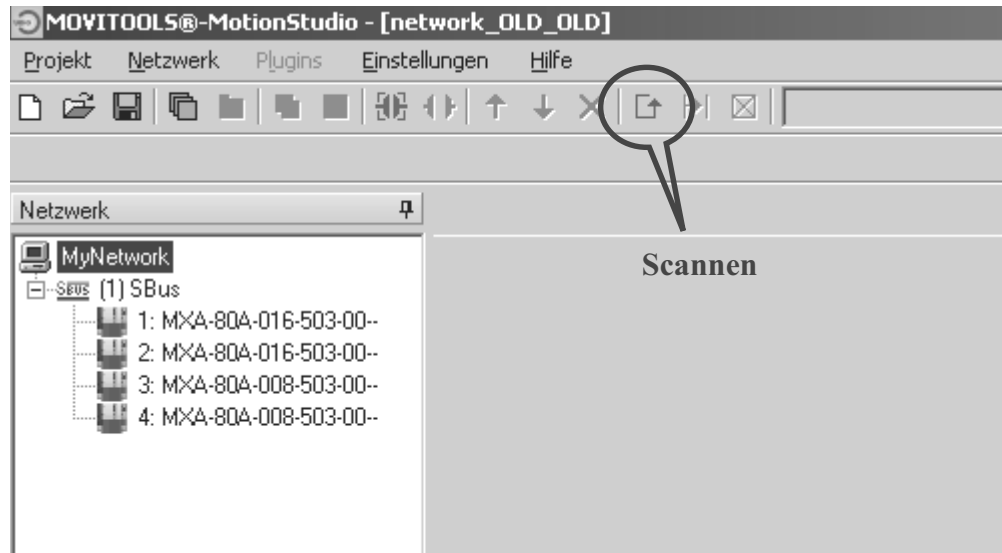 MOVITOOLS®-MotionStudio - [network_OLD_OLD]
Projekt Netzwerk Plugins Einstellungen Hilfe
Netzwerk
MyNetwork
SBUS (1) SBus
1: MXA-80A-016-503-00--
2: MXA-80A-016-503-00--
3: MXA-80A-008-503-00--
4: MXA-80A-008-503-00--
Scannen